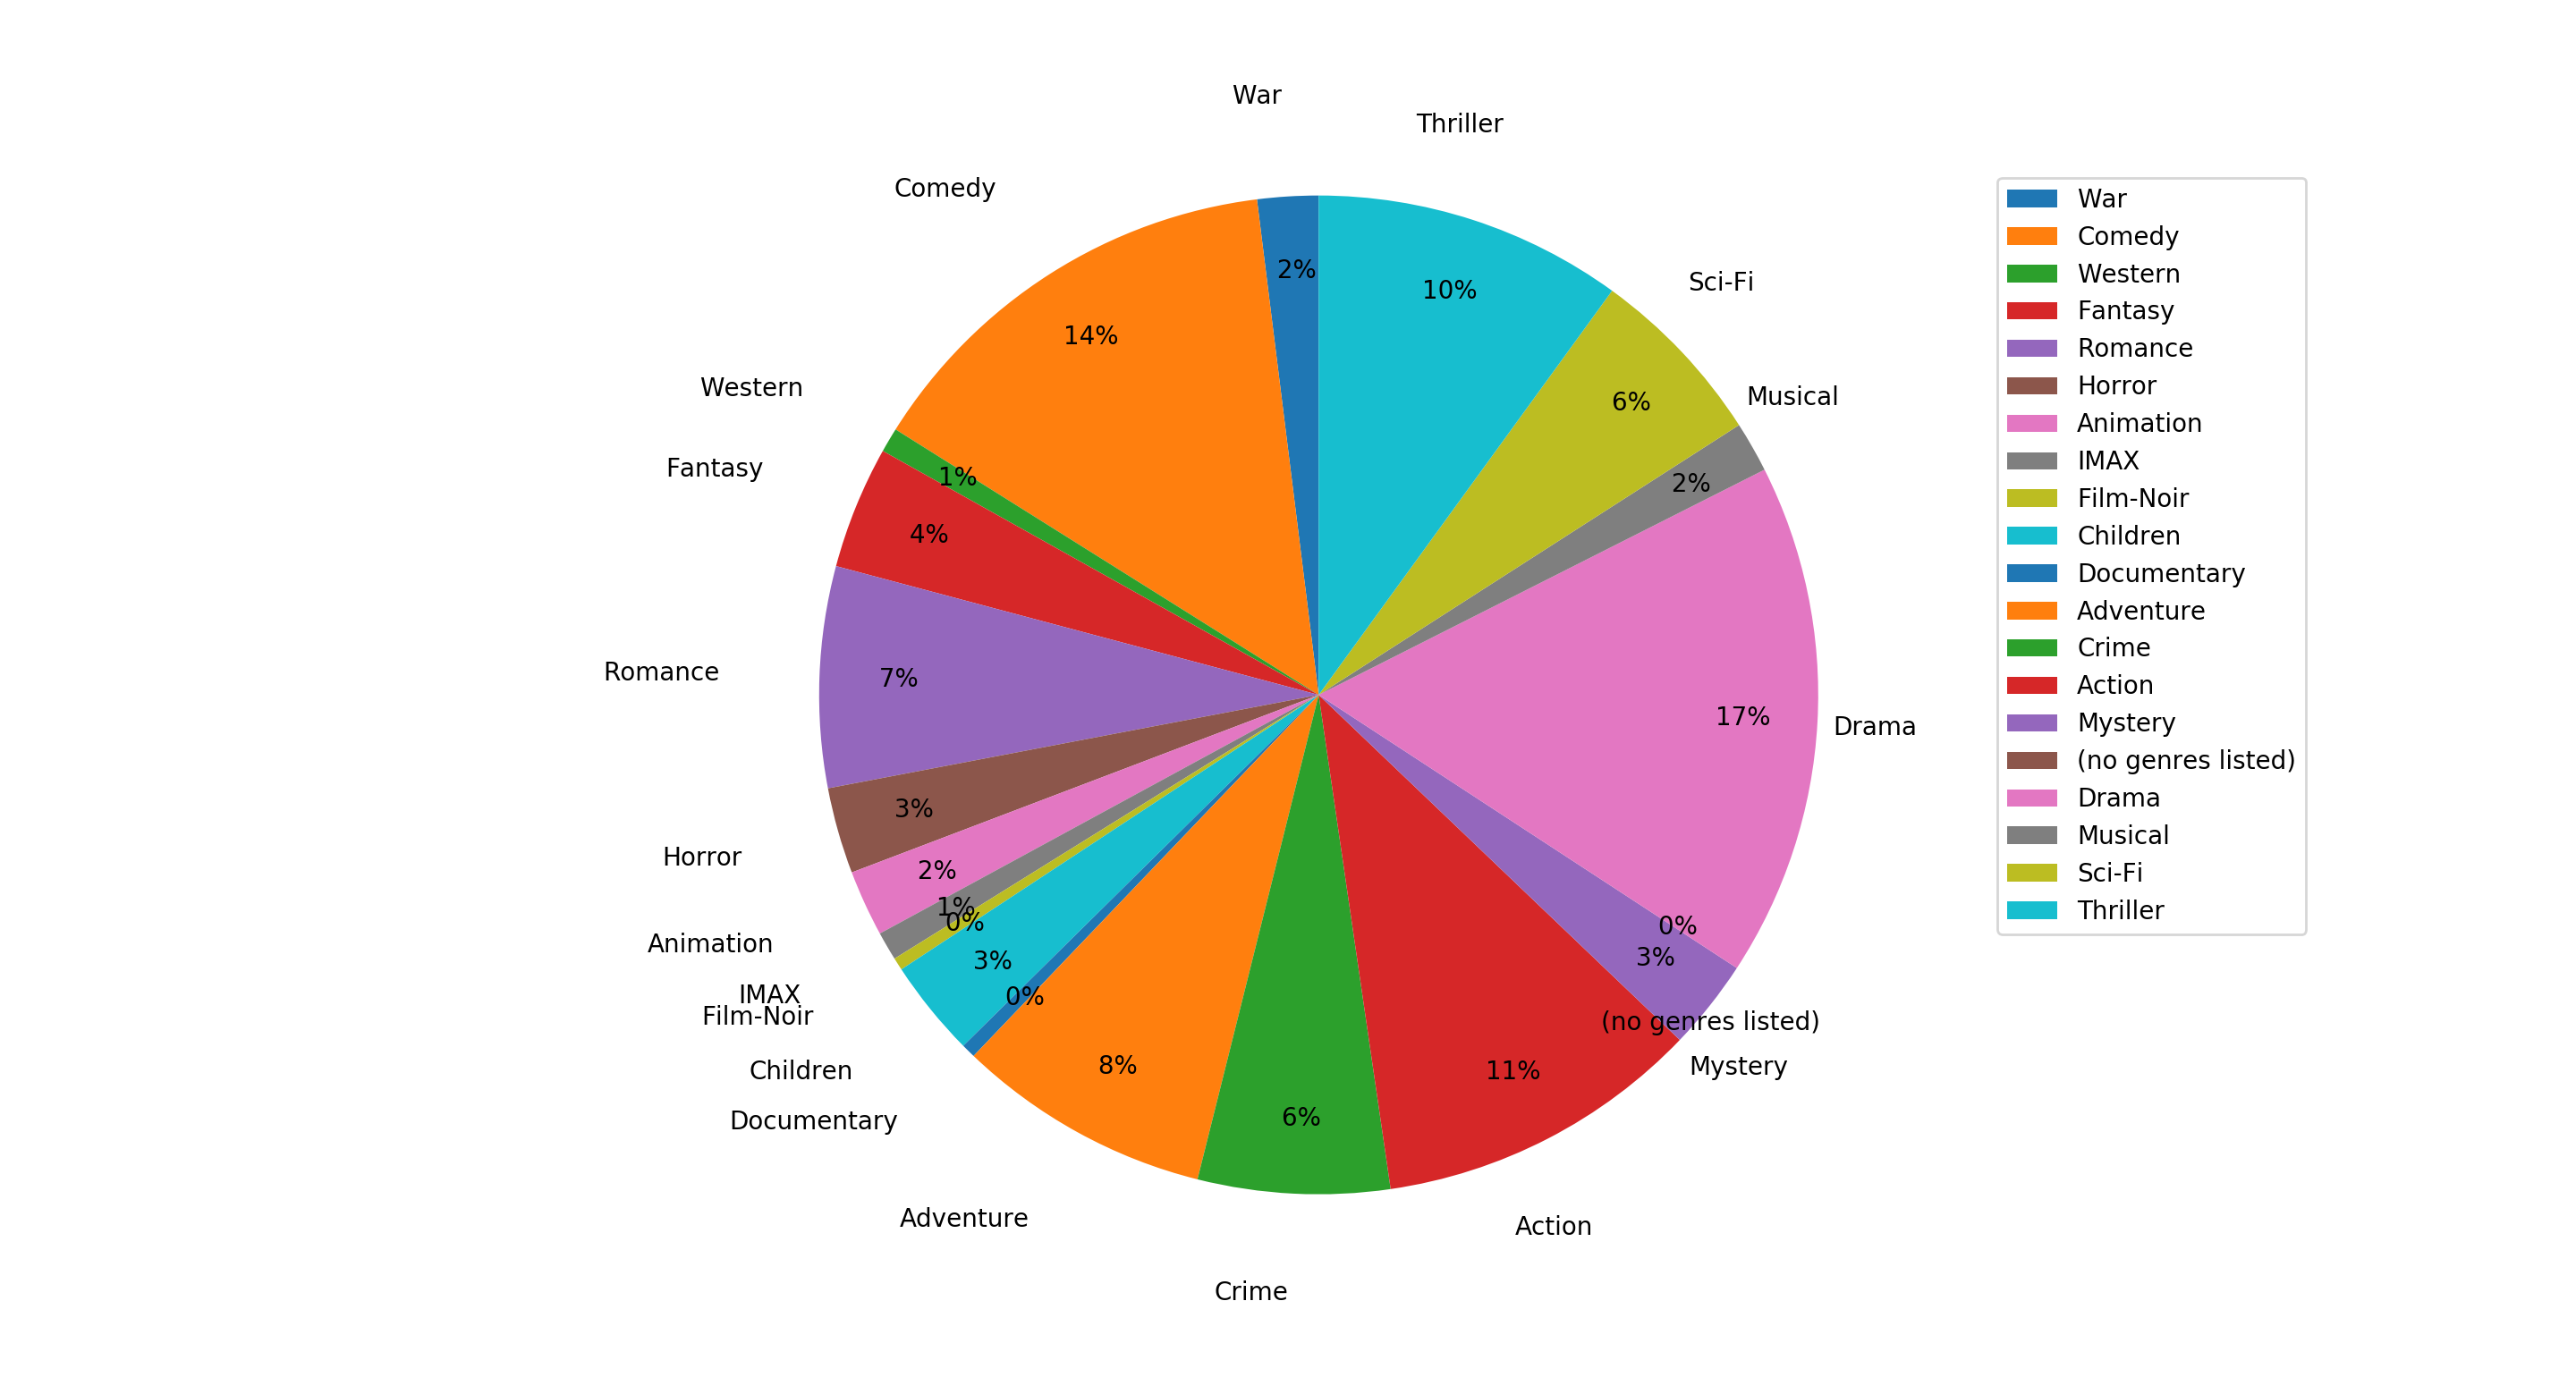 War
Thriller
Comedy
Sci-Fi
Musical
Western
Fantasy
Romance
Drama
Horror
Animation
IMAX
Film-Noir
(no genres listed)
Children
Mystery
Documentary
Adventure
Action
Crime
2%
10%
14%
6%
1%
2%
4%
7%
17%
3%
2%
1%
0%
0%
3%
3%
0%
8%
11%
6%
War
Comedy
Western
Fantasy
Romance
Horror
Animation
IMAX
Film-Noir
Children
Documentary
Adventure
Crime
Action
Mystery
(no genres listed)
Drama
Musical
Sci-Fi
Thriller